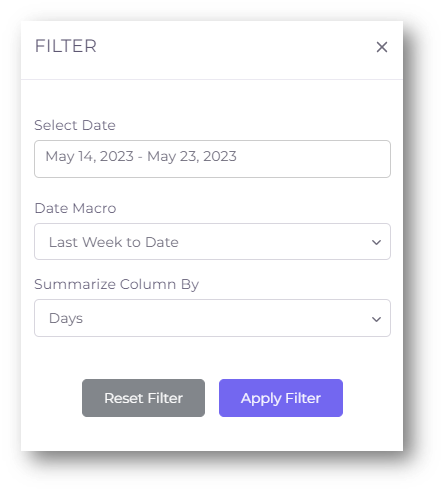 FILTER
Select Date
May 14, 2023 - May 23, 2023
Date Macro
Last Week to Date
Summarize Column By
Days
Reset Filter Apply Filter